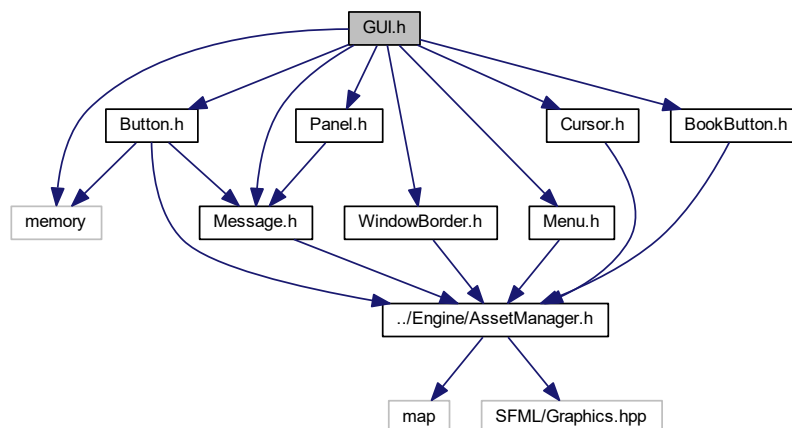 GUI.h
Button.h
Panel.h
Cursor.h
BookButton.h
memory
Message.h
WindowBorder.h
Menu.h
../Engine/AssetManager.h
map
SFML/Graphics.hpp